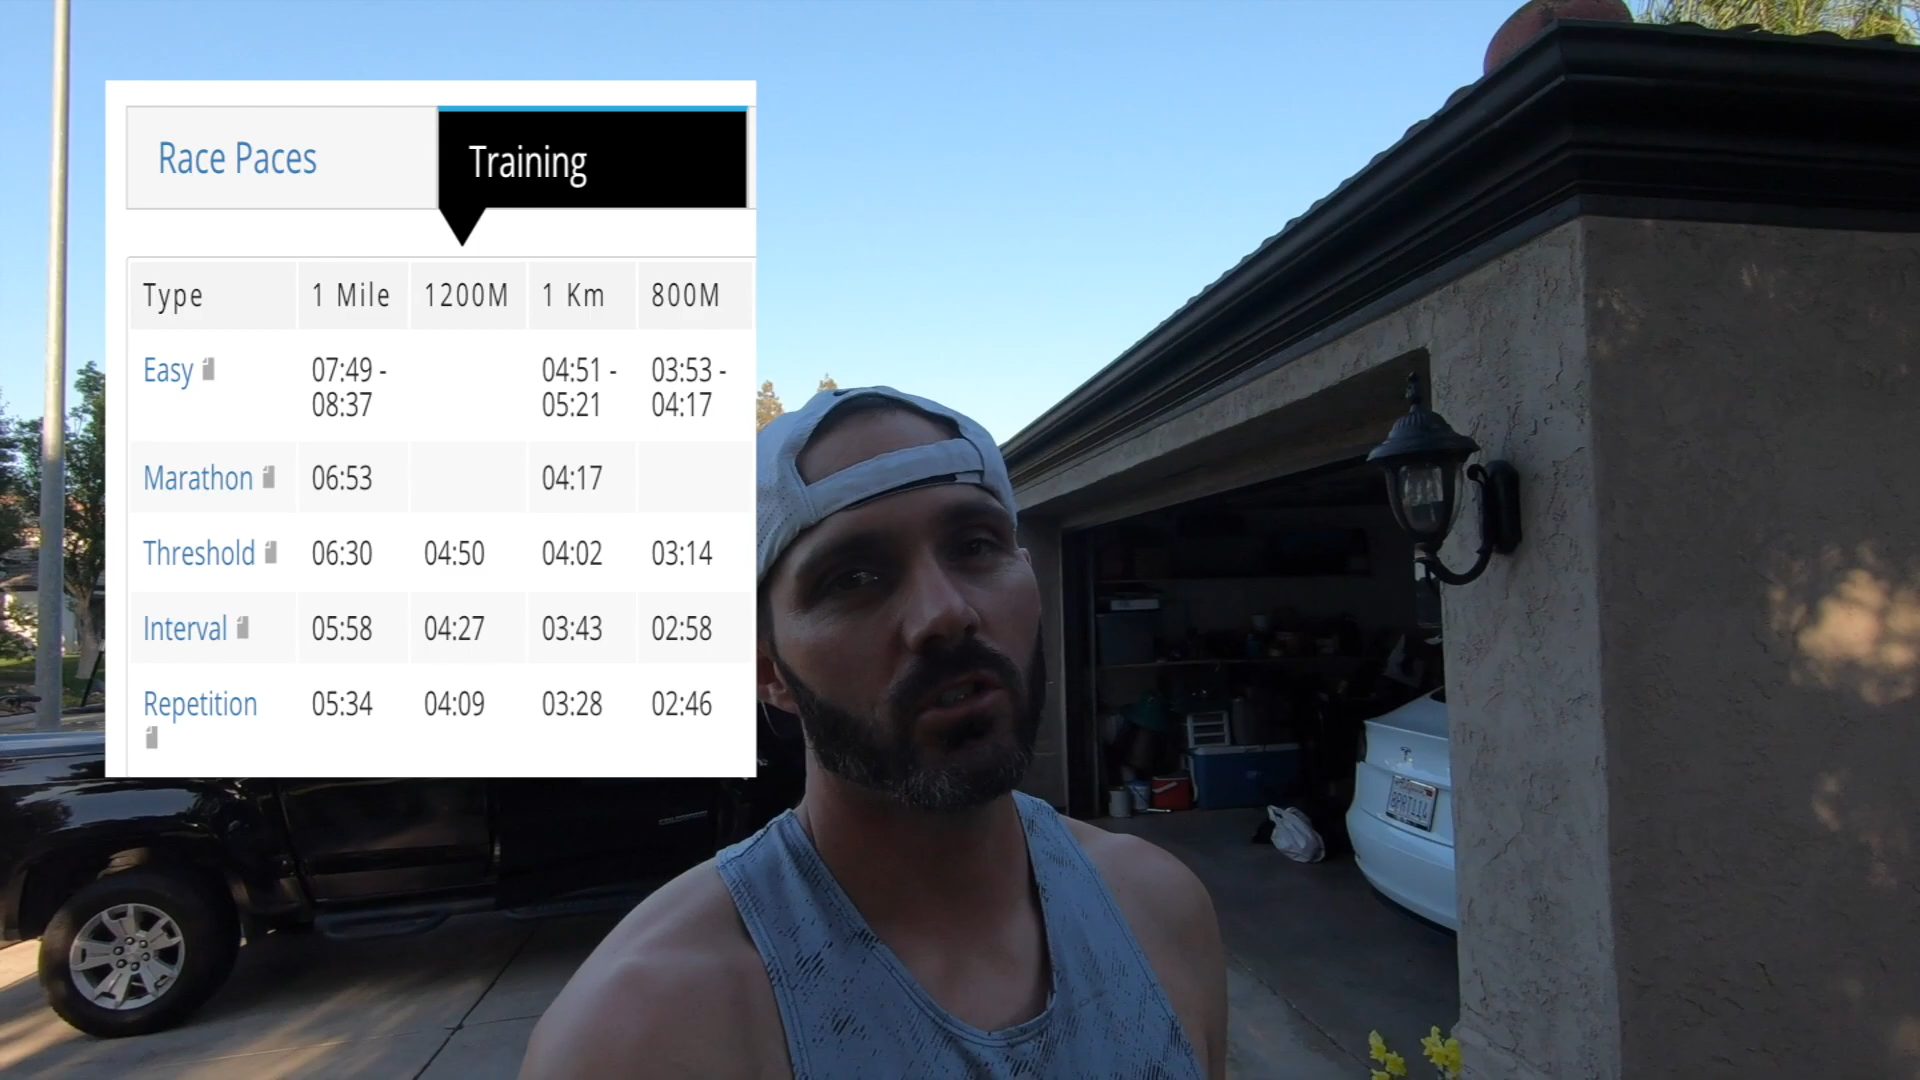 Race Paces
Training
Type 1 Mile 1200M 1 Km 800M
Easy 07:49 - 04:51 - 03:53 -
08:37 05:21 04:17
Marathon 06:53 04:17
Threshold 06:30 04:50 04:02 03:14
Interval 05:58 04:27 03:43 02:58
Repetition 05:34 04:09 03:28 02:46